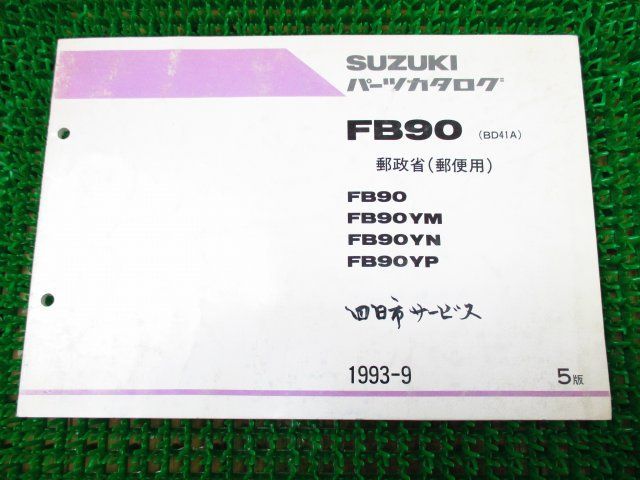 SUZUKI
パーツカタログ
FB90 (BD41A)
郵政省(郵便用)
FB90
FB90YM
FB90YN
FB90YP
四日市サービス
1993-9 5版